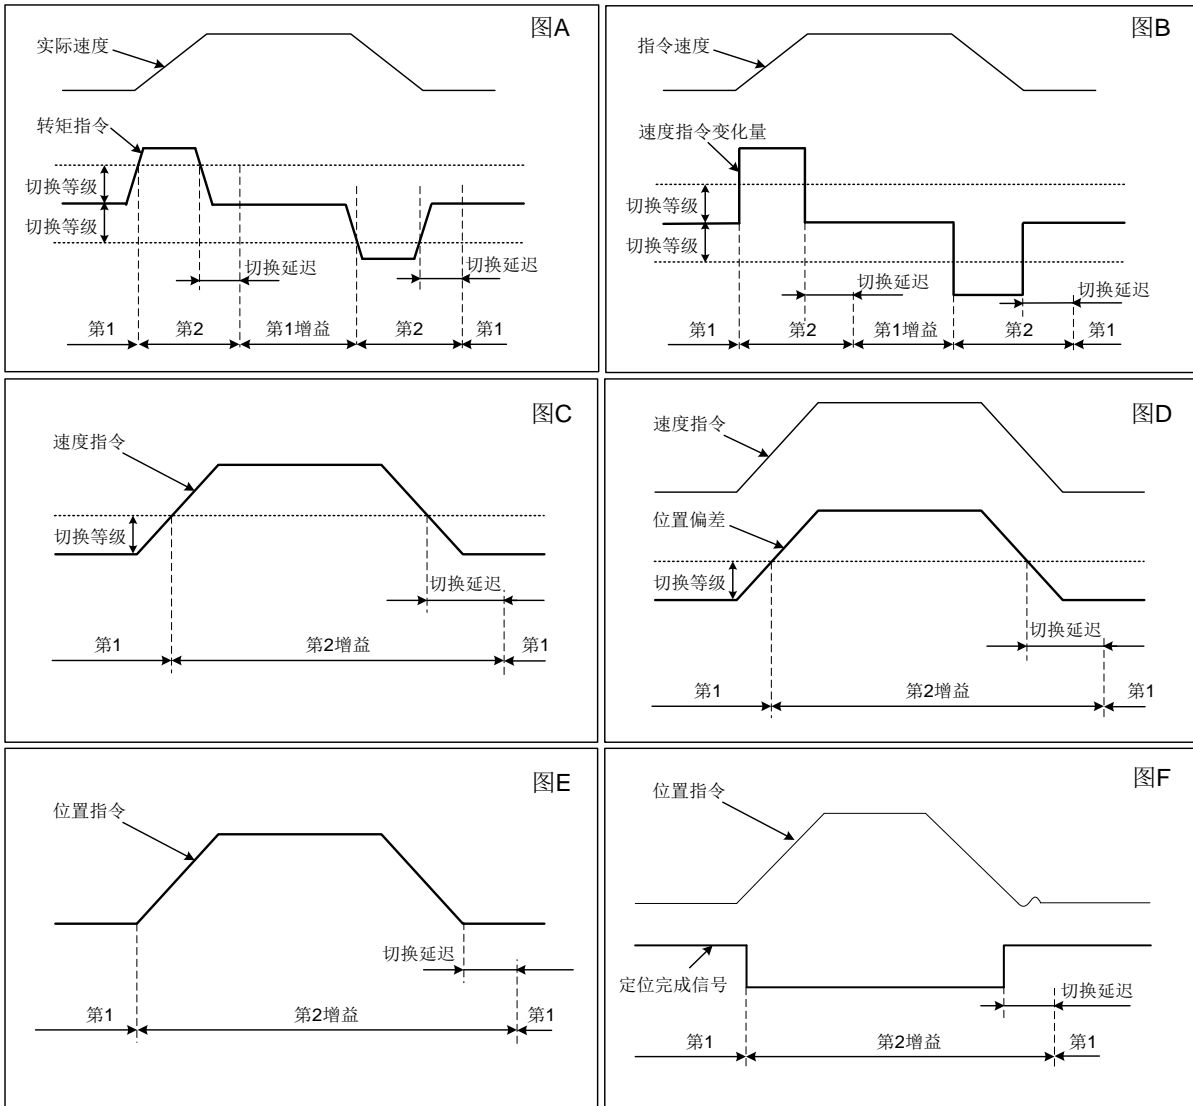 图A
实际速度
转矩指令
切换等级
切换等级
切换延迟
切换延迟
第1
第2
第1增益
第2
第1
图B
指令速度
速度指令变化量
切换等级
切换等级
切换延迟
切换延迟
第1
第2
第1增益
第2
第1
图C
速度指令
切换等级
切换延迟
第1
第2增益
第1
图D
速度指令
位置偏差
切换等级
切换延迟
第1
第2增益
第1
图E
位置指令
切换延迟
第1
第2增益
第1
图F
位置指令
定位完成信号
切换延迟
第1
第2增益
第1